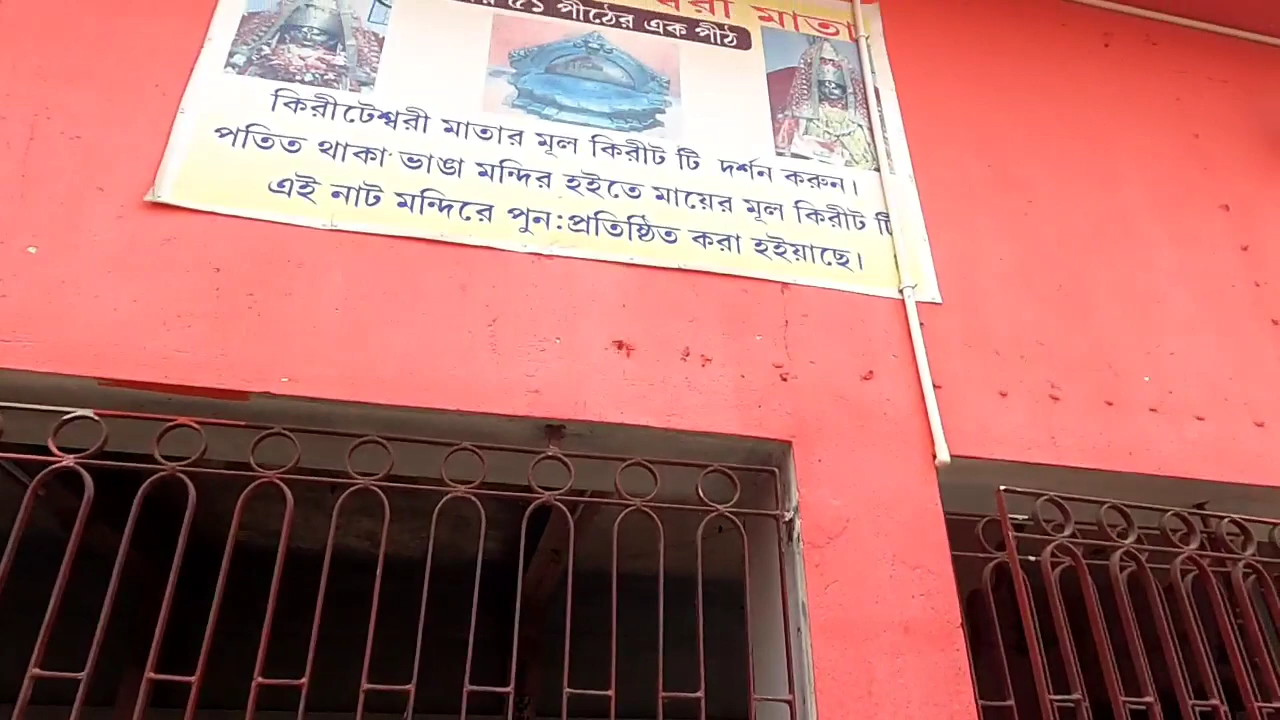 মাতা
৫১ পীঠের এক পীঠ
কিরীটেশ্বরী মাতার মূল কিরীট টি দর্শন করুন।
পতিত থাকা ভাঙা মন্দির হইতে মায়ের মূল কিরীট টি
এই নাট মন্দিরে পুন:প্রতিষ্ঠিত করা হইয়াছে।